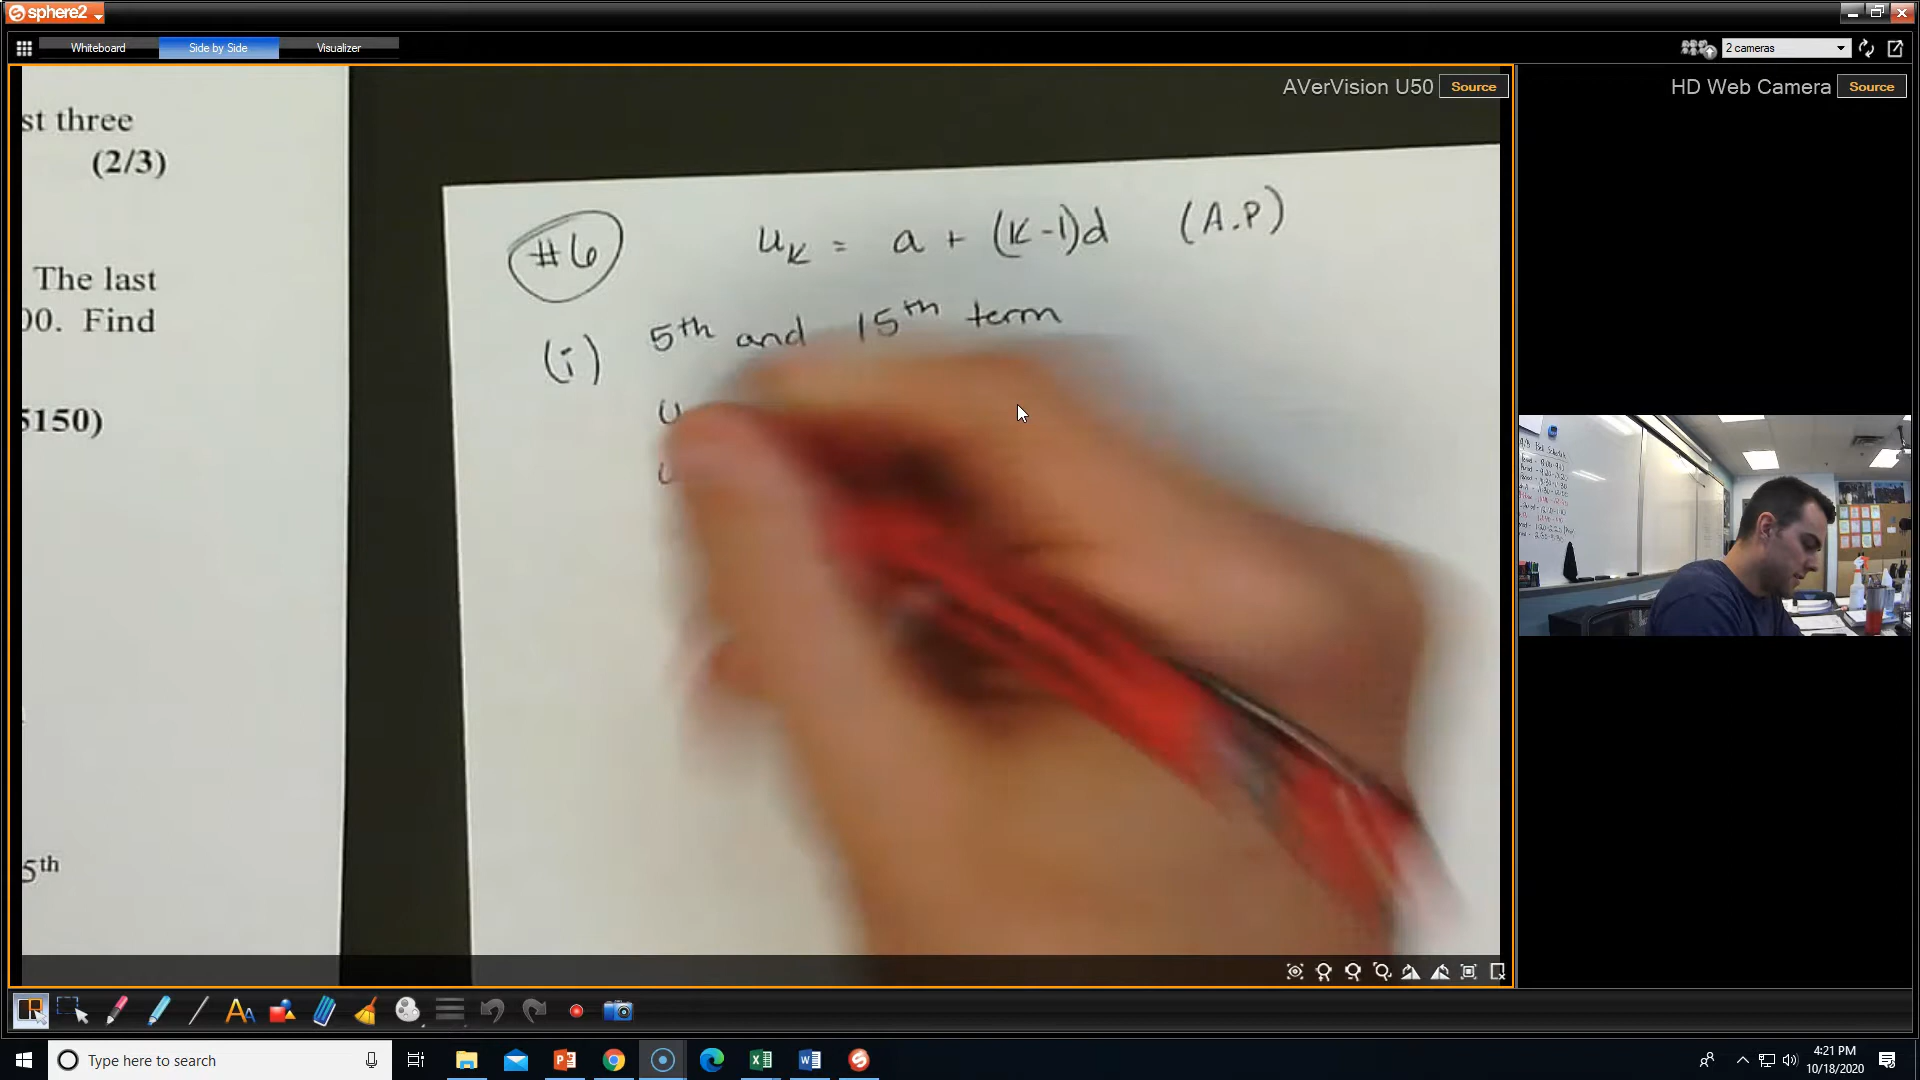 sphere2
Whiteboard
Side by Side
Visualizer
2 cameras
AVerVision U50
Source
HD Web Camera
Source
st three
(2/3)
The last
00. Find
5150)
5th
#6
u_K = a + (K-1)d (A.P)
(i) 5th and 15th term
U
Type here to search
4:21 PM
10/18/2020